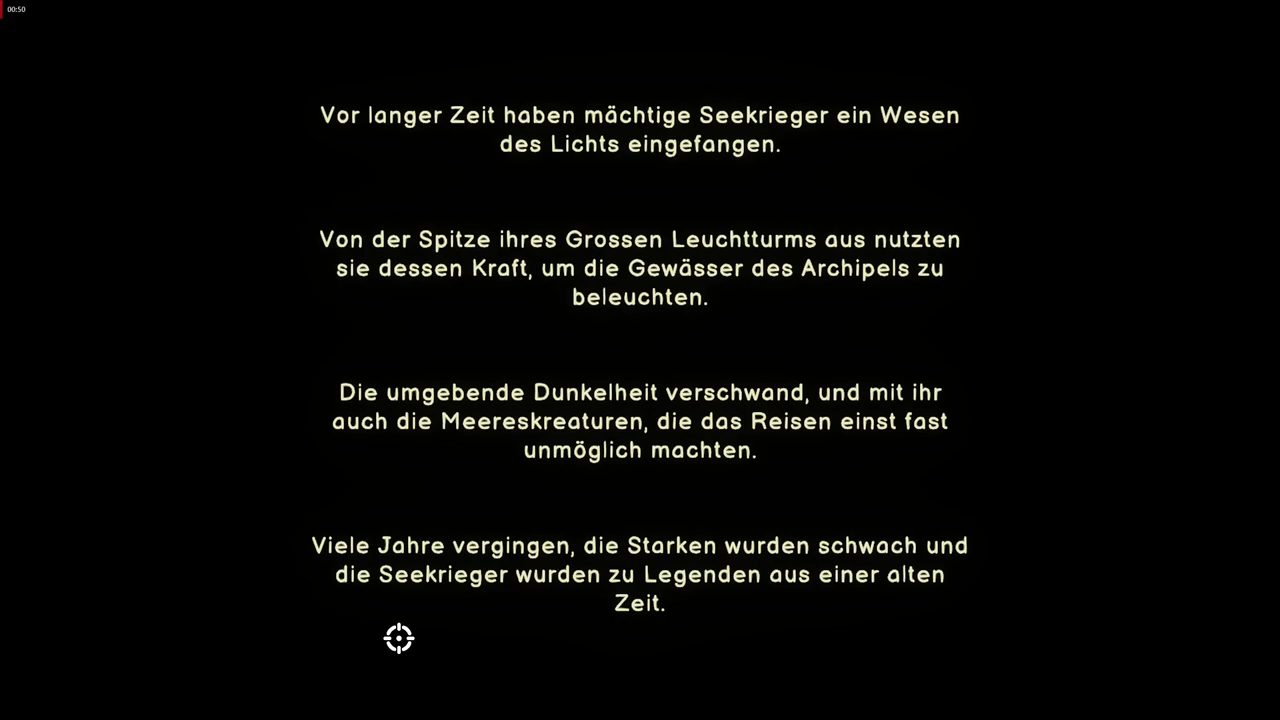 00:50
Vor langer Zeit haben mächtige Seekrieger ein Wesen
des Lichts eingefangen.
Von der Spitze ihres Grossen Leuchtturms aus nutzten
sie dessen Kraft, um die Gewässer des Archipels zu
beleuchten.
Die umgebende Dunkelheit verschwand, und mit ihr
auch die Meereskreaturen, die das Reisen einst fast
unmöglich machten.
Viele Jahre vergingen, die Starken wurden schwach und
die Seekrieger wurden zu Legenden aus einer alten
Zeit.